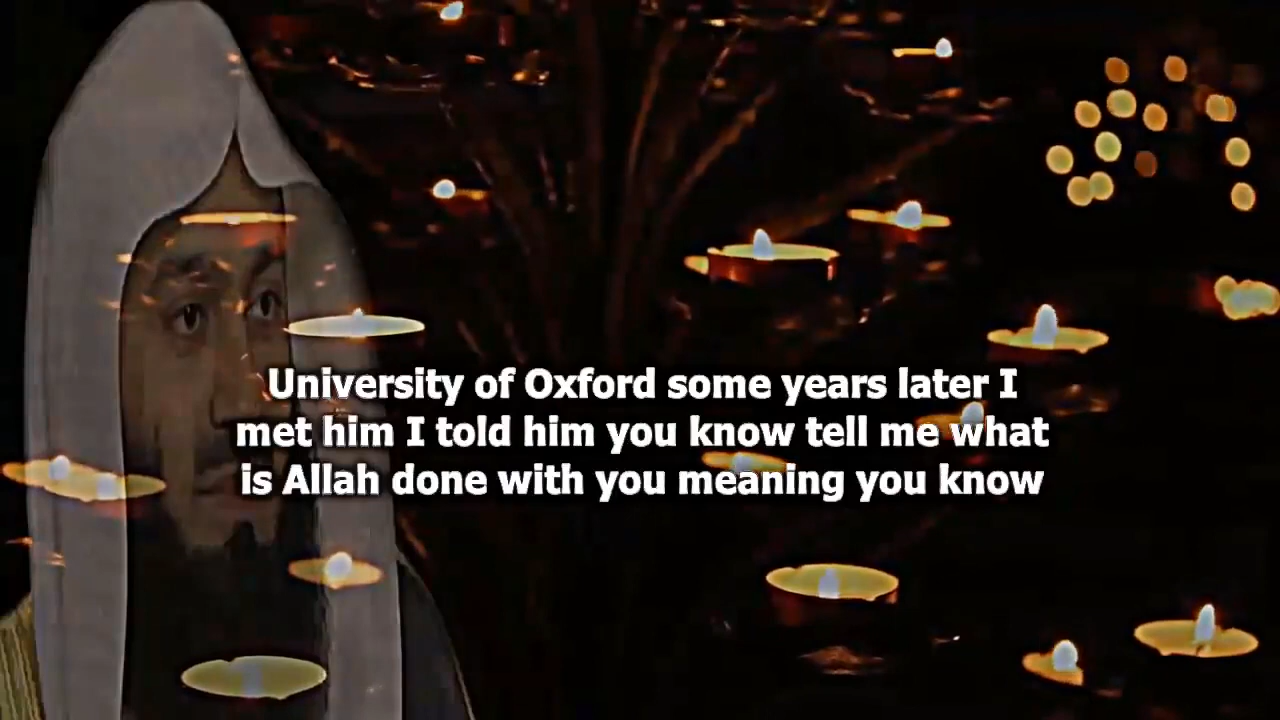 University of Oxford some years later I
met him I told him you know tell me what
is Allah done with you meaning you know